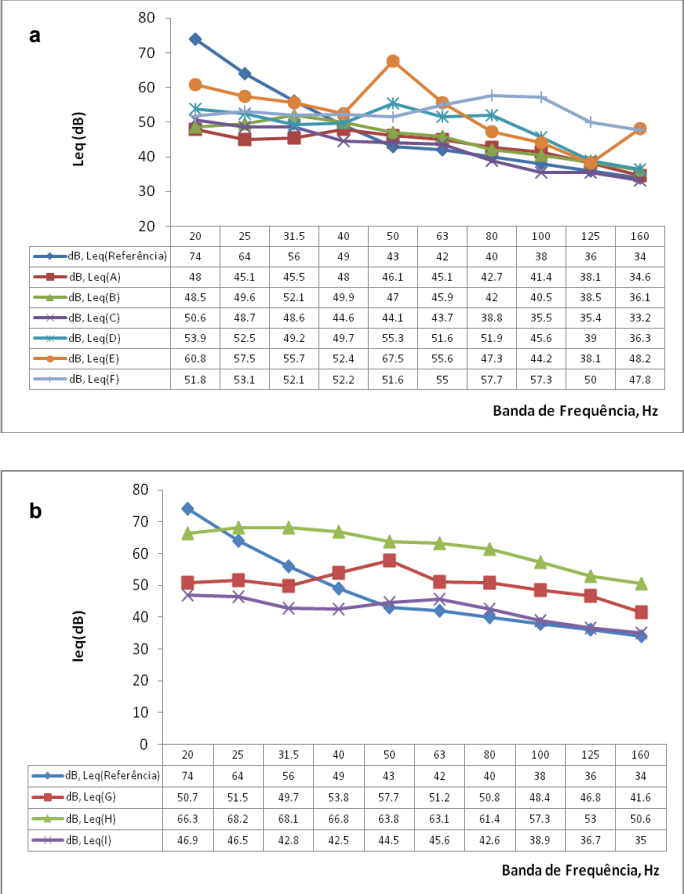 a
80
70
60
50
40
30
20
Leq (dB)
20 25 31.5 40 50 63 80 100 125 160
dB, Leq(Referência) 74 64 56 49 43 42 40 38 36 34
dB, Leq(A) 48 45.1 45.5 48 46.1 45.1 42.7 41.4 38.1 34.6
dB, Leq(B) 48.5 49.6 52.1 49.9 47 45.9 42 40.5 38.5 36.1
dB, Leq(C) 50.6 48.7 48.6 44.6 44.1 43.7 38.8 35.5 35.4 33.2
dB, Leq(D) 53.9 52.5 49.2 49.7 55.3 51.6 51.9 45.6 39 36.3
dB, Leq(E) 60.8 57.5 55.7 52.4 67.5 55.6 47.3 44.2 38.1 48.2
dB, Leq(F) 51.8 53.1 52.1 52.2 51.6 55 57.7 57.3 50 47.8
Banda de Frequência, Hz
b
80
70
60
50
40
30
20
10
0
leq(dB)
20 25 31.5 40 50 63 80 100 125 160
dB, Leq(Referência) 74 64 56 49 43 42 40 38 36 34
dB, Leq(G) 50.7 51.5 49.7 53.8 57.7 51.2 50.8 48.4 46.8 41.6
dB, Leq(H) 66.3 68.2 68.1 66.8 63.8 63.1 61.4 57.3 53 50.6
dB, Leq(I) 46.9 46.5 42.8 42.5 44.5 45.6 42.6 38.9 36.7 35
Banda de Frequência, Hz